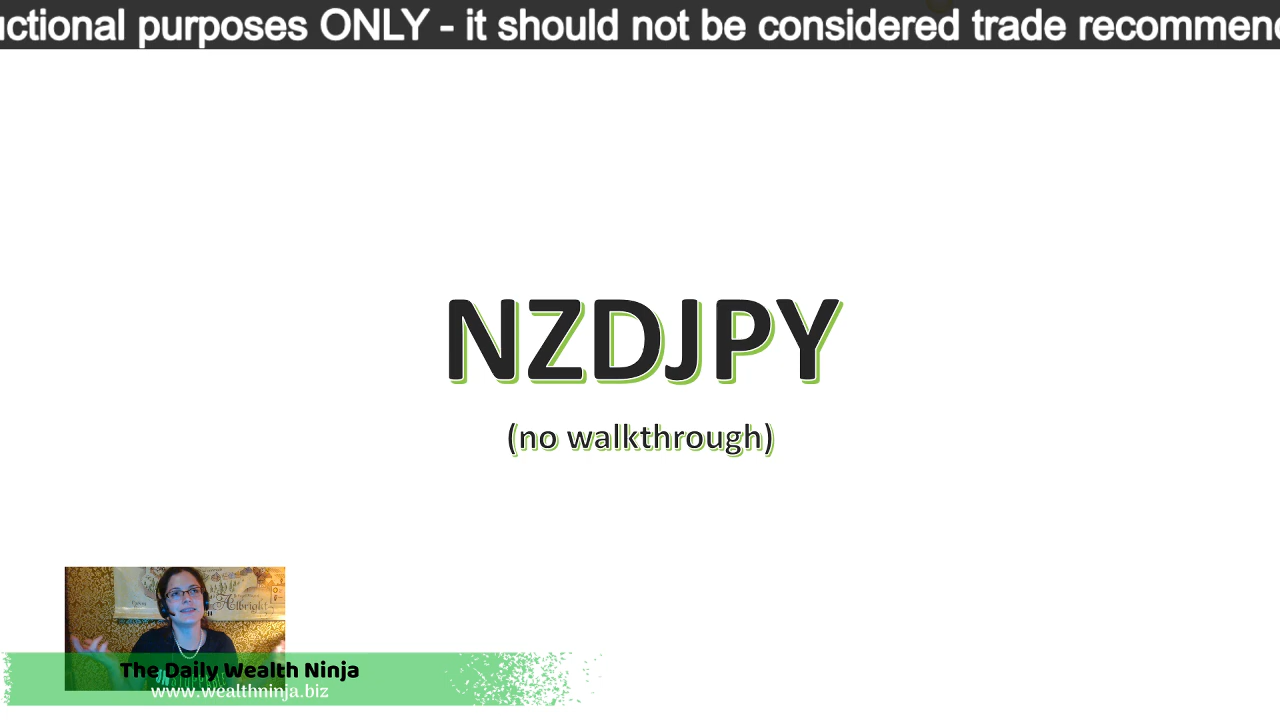 uctional purposes ONLY - it should not be considered trade recommen
NZDJPY
(no walkthrough)
Albright
The Daily Wealth Ninja
www.wealthninja.biz